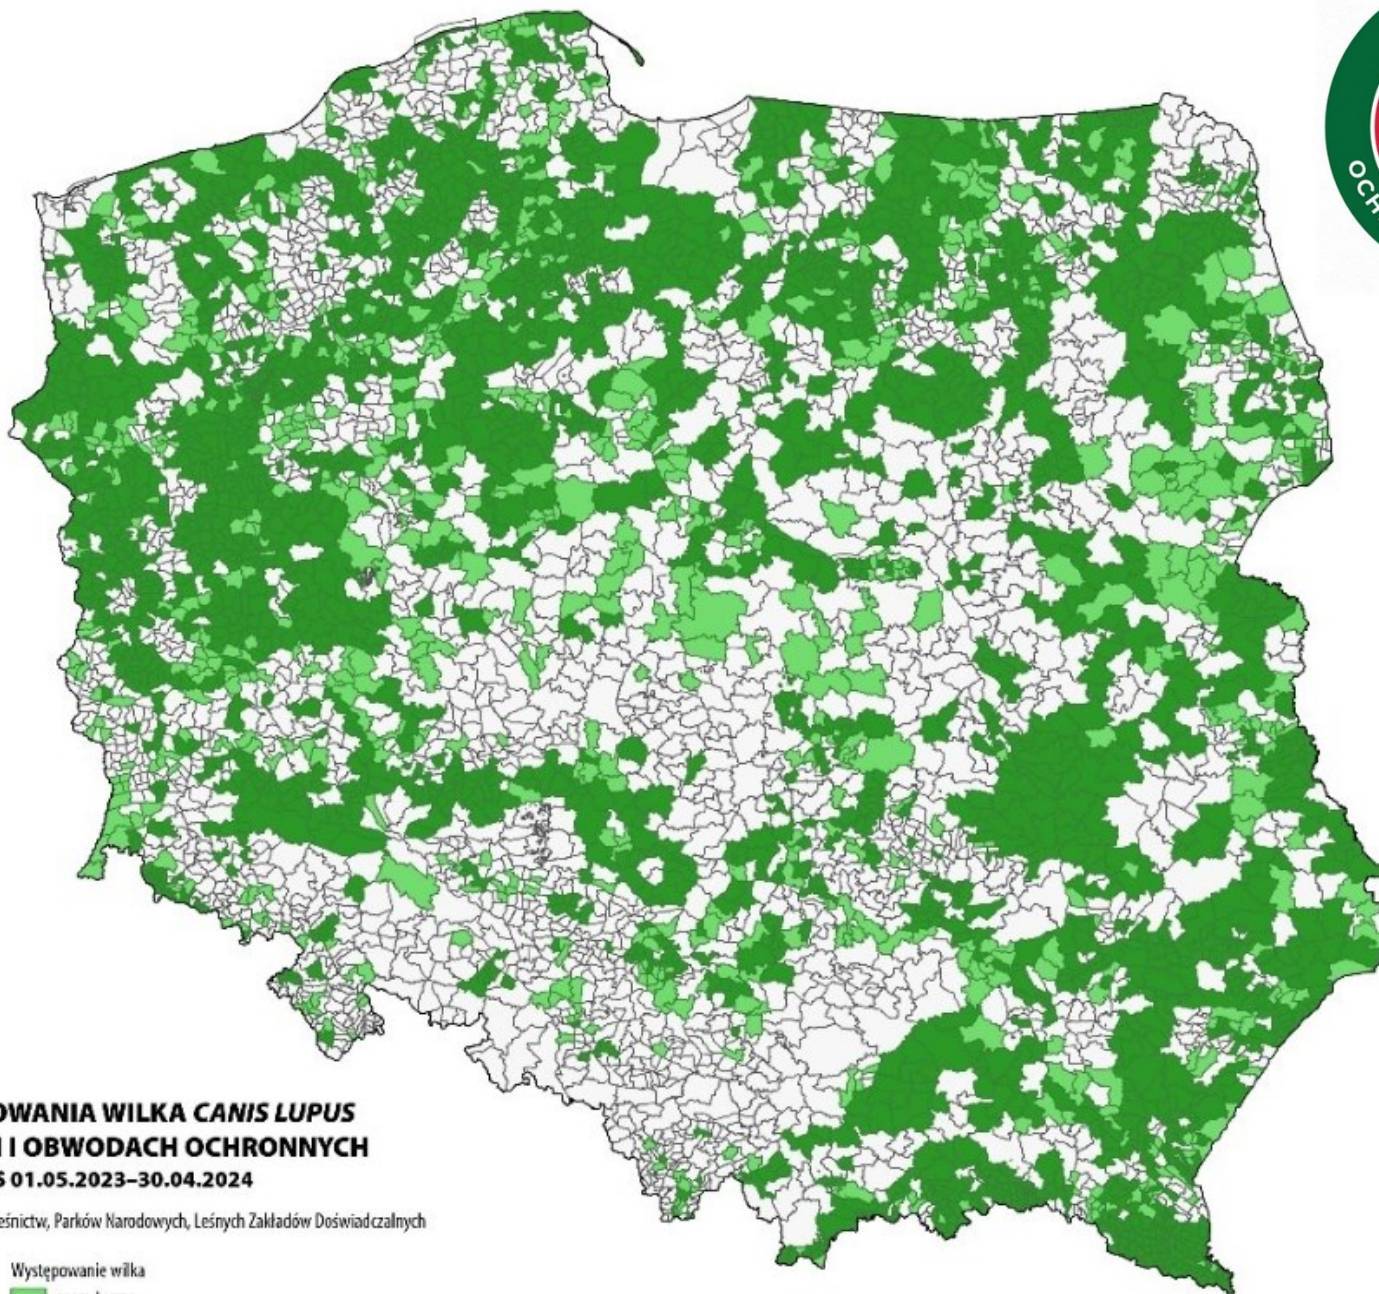 OWANIA WILKA CANIS LUPUS
I I OBWODACH OCHRONNYCH
S 01.05.2023–30.04.2024
eśnictw, Parków Narodowych, Leśnych Zakładów Doświadczalnych
Występowanie wilka
OCH